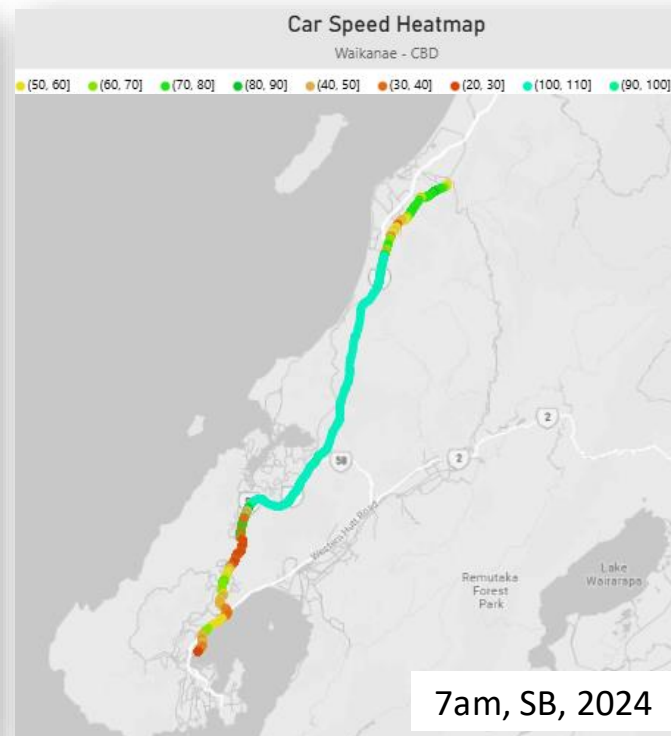 Car Speed Heatmap
Waikanae - CBD
(50, 60] (60, 70] (70, 80] (80, 90] (40, 50] (30, 40] (20, 30] (100, 110] (90, 100]
2
58
2
Western Hutt Road
Remutaka
Forest
Park
Lake
Wairarapa
7am, SB, 2024